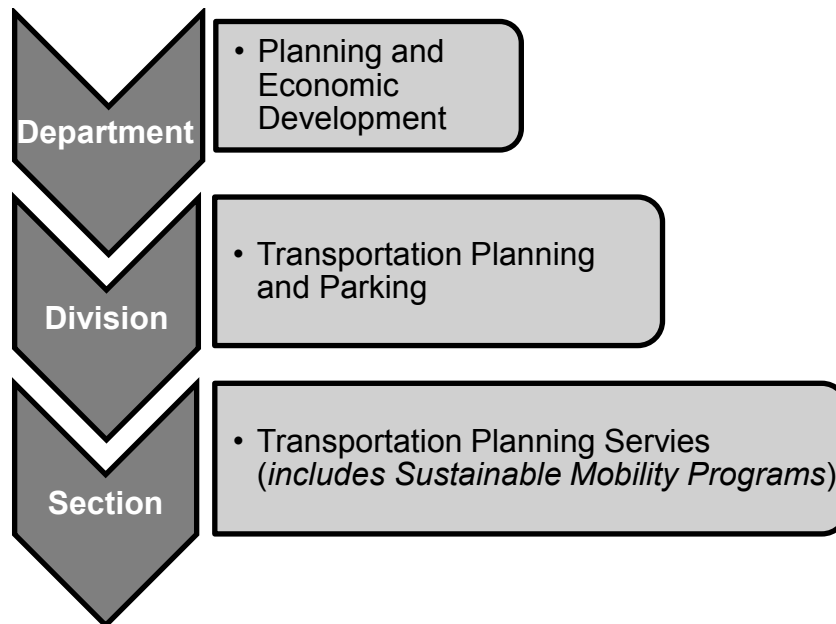 Department
• Planning and
Economic
Development
Division
• Transportation Planning
and Parking
Section
• Transportation Planning Servies
(includes Sustainable Mobility Programs)